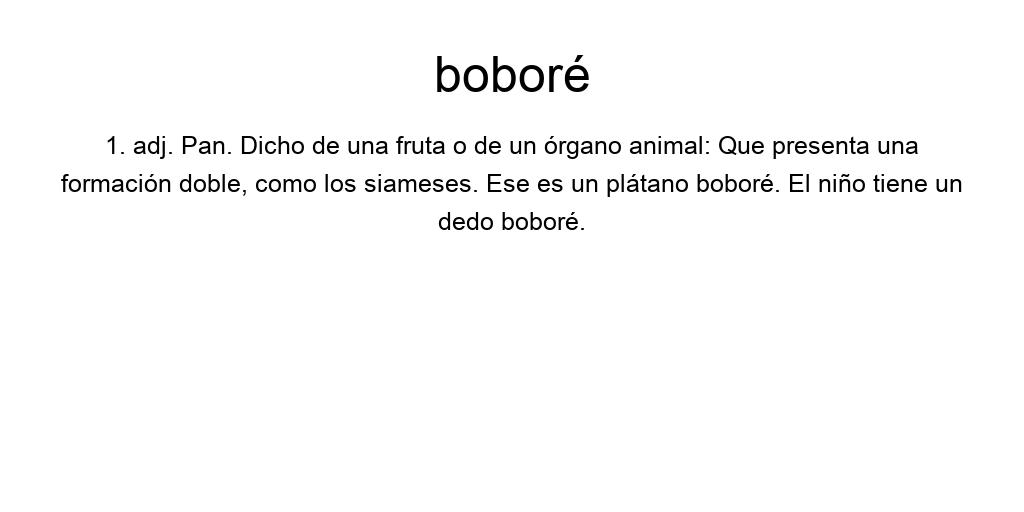 boboré
1. adj. Pan. Dicho de una fruta o de un órgano animal: Que presenta una
formación doble, como los siameses. Ese es un plátano boboré. El niño tiene un
dedo boboré.